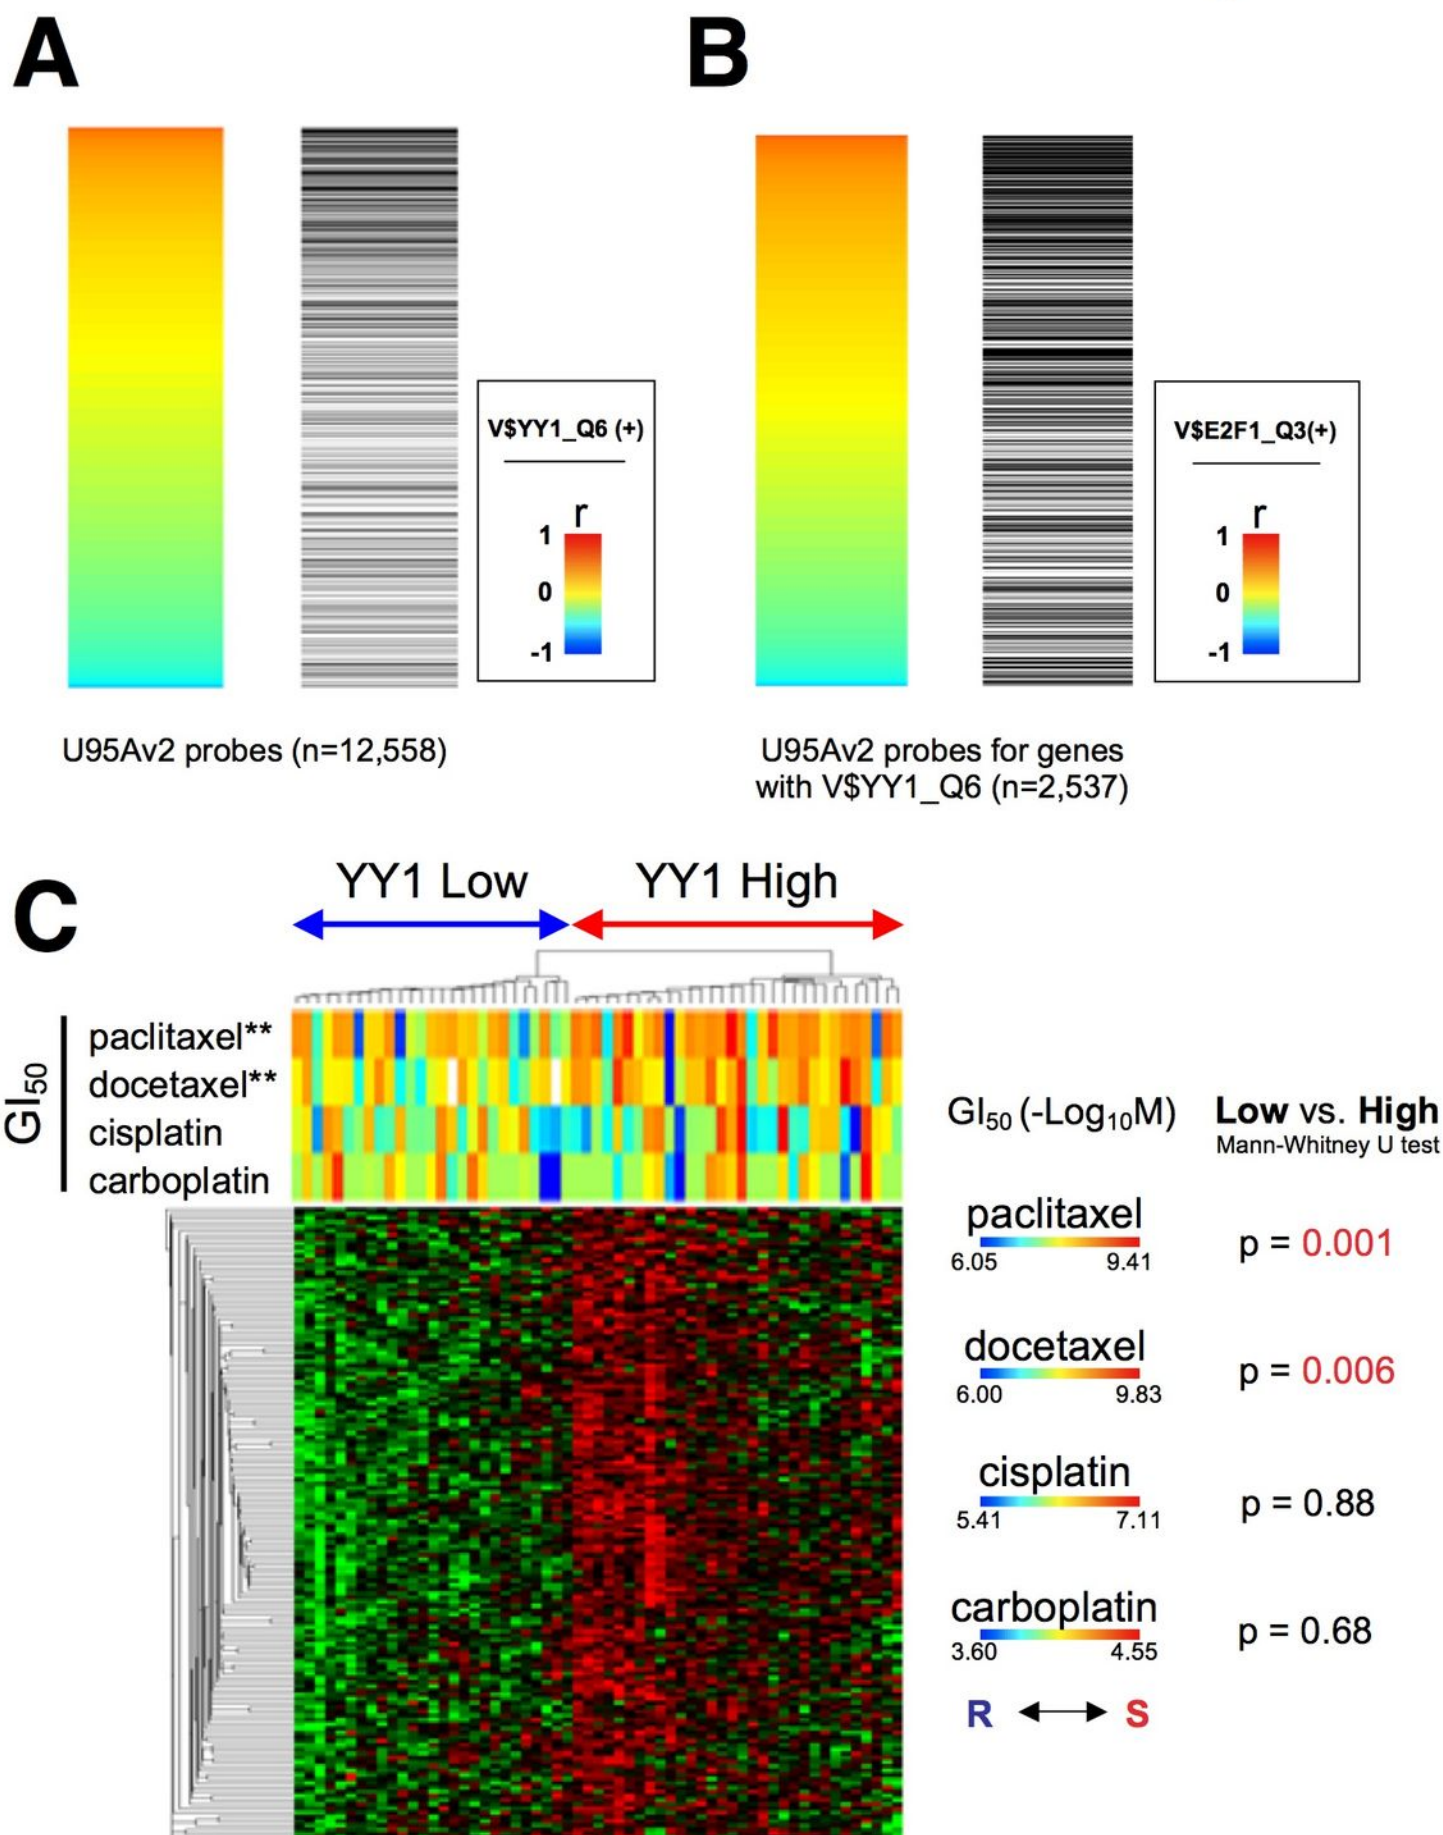 A
B
V$YY1_Q6 (+)
r
1
0
-1
V$E2F1_Q3(+)
r
1
0
-1
U95Av2 probes (n=12,558)
U95Av2 probes for genes
with V$YY1_Q6 (n=2,537)
C
YY1 Low
YY1 High
GI50
paclitaxel**
docetaxel**
cisplatin
carboplatin
GI50 (-Log10M)
Low vs. High
Mann-Whitney U test
paclitaxel
6.05 9.41
p = 0.001
docetaxel
6.00 9.83
p = 0.006
cisplatin
5.41 7.11
p = 0.88
carboplatin
3.60 4.55
p = 0.68
R S